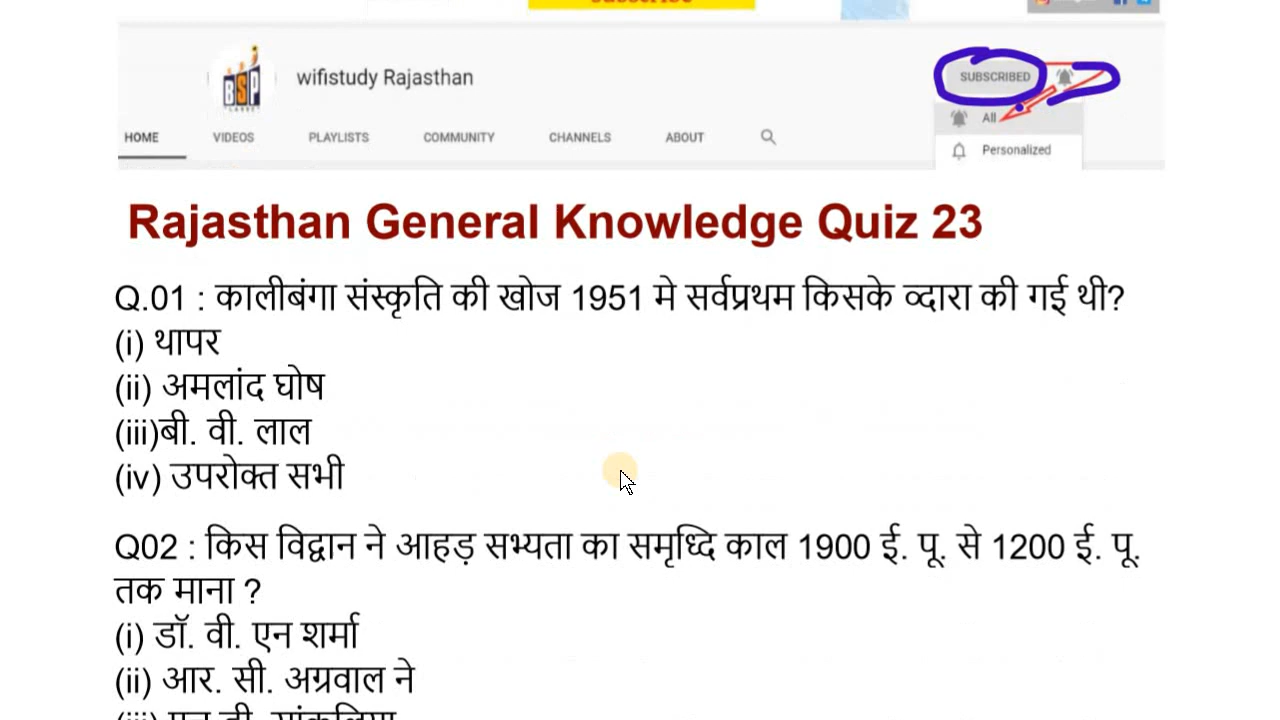 Subscribe
wifistudy Rajasthan
SUBSCRIBED
All
Personalized
HOME VIDEOS PLAYLISTS COMMUNITY CHANNELS ABOUT
BSP
Rajasthan General Knowledge Quiz 23
Q.01 : कालीबंगा संस्कृति की खोज 1951 मे सर्वप्रथम किसके व्दारा की गई थी?
(i) थापर
(ii) अमलांद घोष
(iii)बी. वी. लाल
(iv) उपरोक्त सभी
Q02 : किस विद्वान ने आहड़ सभ्यता का समृध्दि काल 1900 ई. पू. से 1200 ई. पू.
तक माना ?
(i) डॉ. वी. एन शर्मा
(ii) आर. सी. अग्रवाल ने